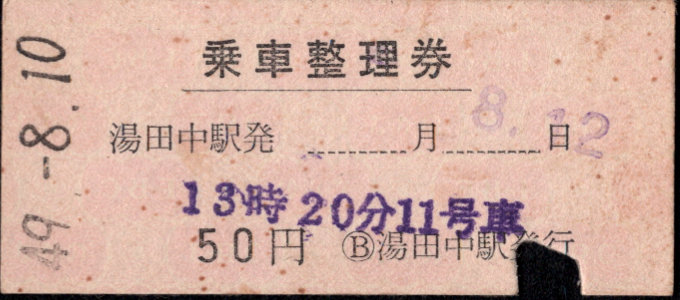 49.-8.10
乗車整理券
湯田中駅発 月 日
8.12
13時20分11号車
50円 Ⓑ湯田中駅発行